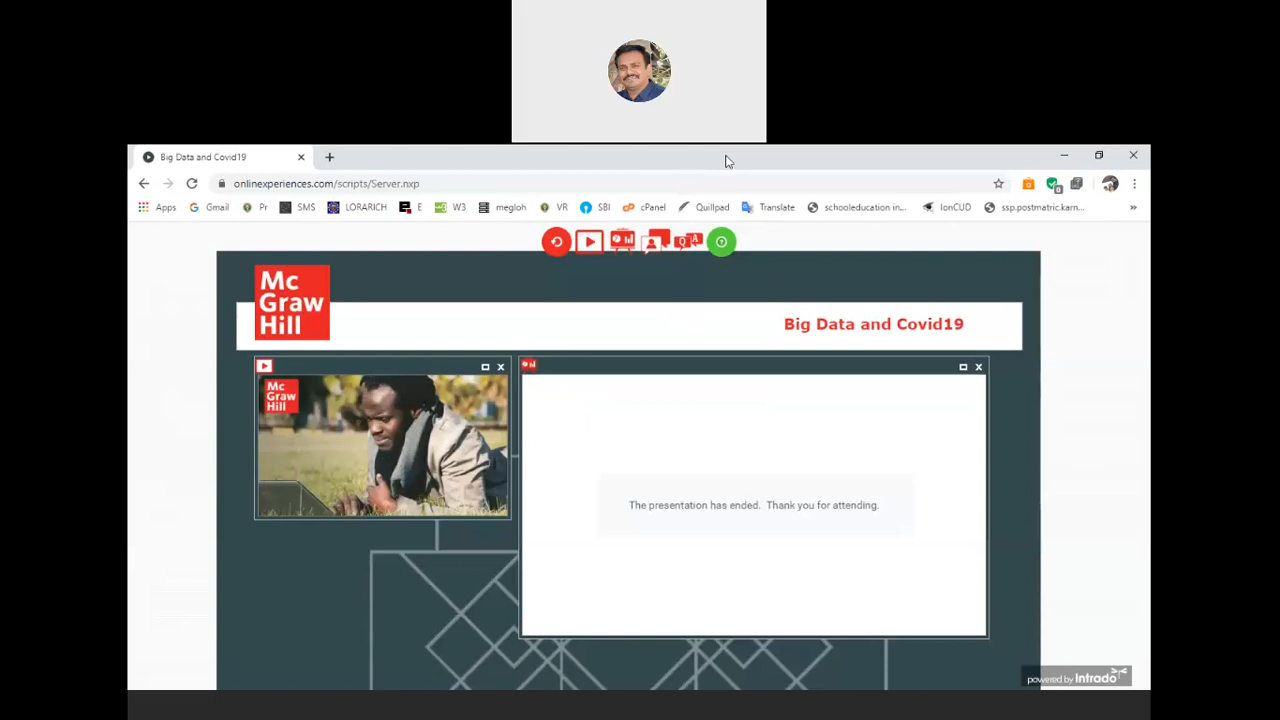 Big Data and Covid19
onlinexperiences.com/scripts/Server.nxp
Apps Gmail Pr SMS LORARICH E W3 megloh VR SBI cPanel Quillpad Translate schooleducation in... IonCUD ssp.postmatric.karn... »
Q A
Mc
Graw
Hill
Big Data and Covid19
Mc
Graw
Hill
The presentation has ended. Thank you for attending.
powered by Intrado